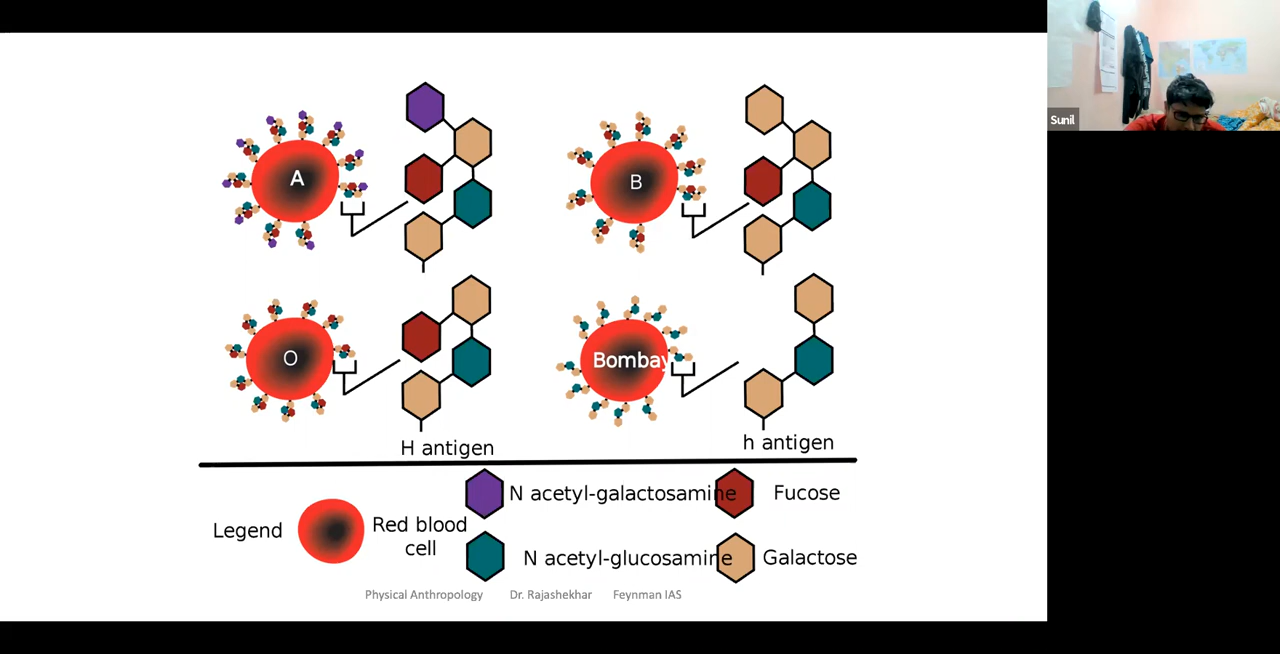 Sunil
A
B
O
Bombay
H antigen
h antigen
Legend
Red blood
cell
N acetyl-galactosamine
Fucose
N acetyl-glucosamine
Galactose
Physical Anthropology Dr. Rajashekhar Feynman IAS